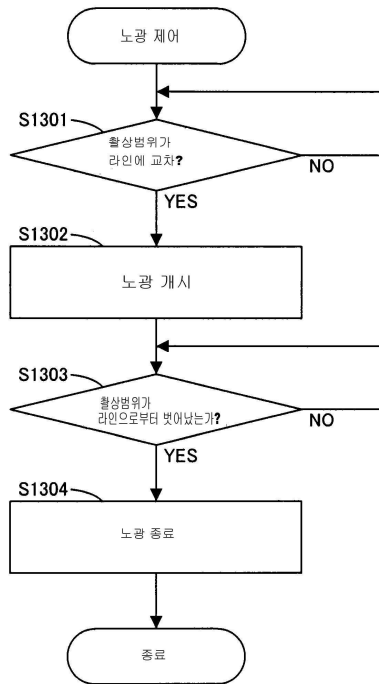 노광 제어
S1301
활상범위가
라인에 교차?
NO
YES
S1302
노광 개시
S1303
활상범위가
라인으로부터 벗어났는가?
NO
YES
S1304
노광 종료
종료